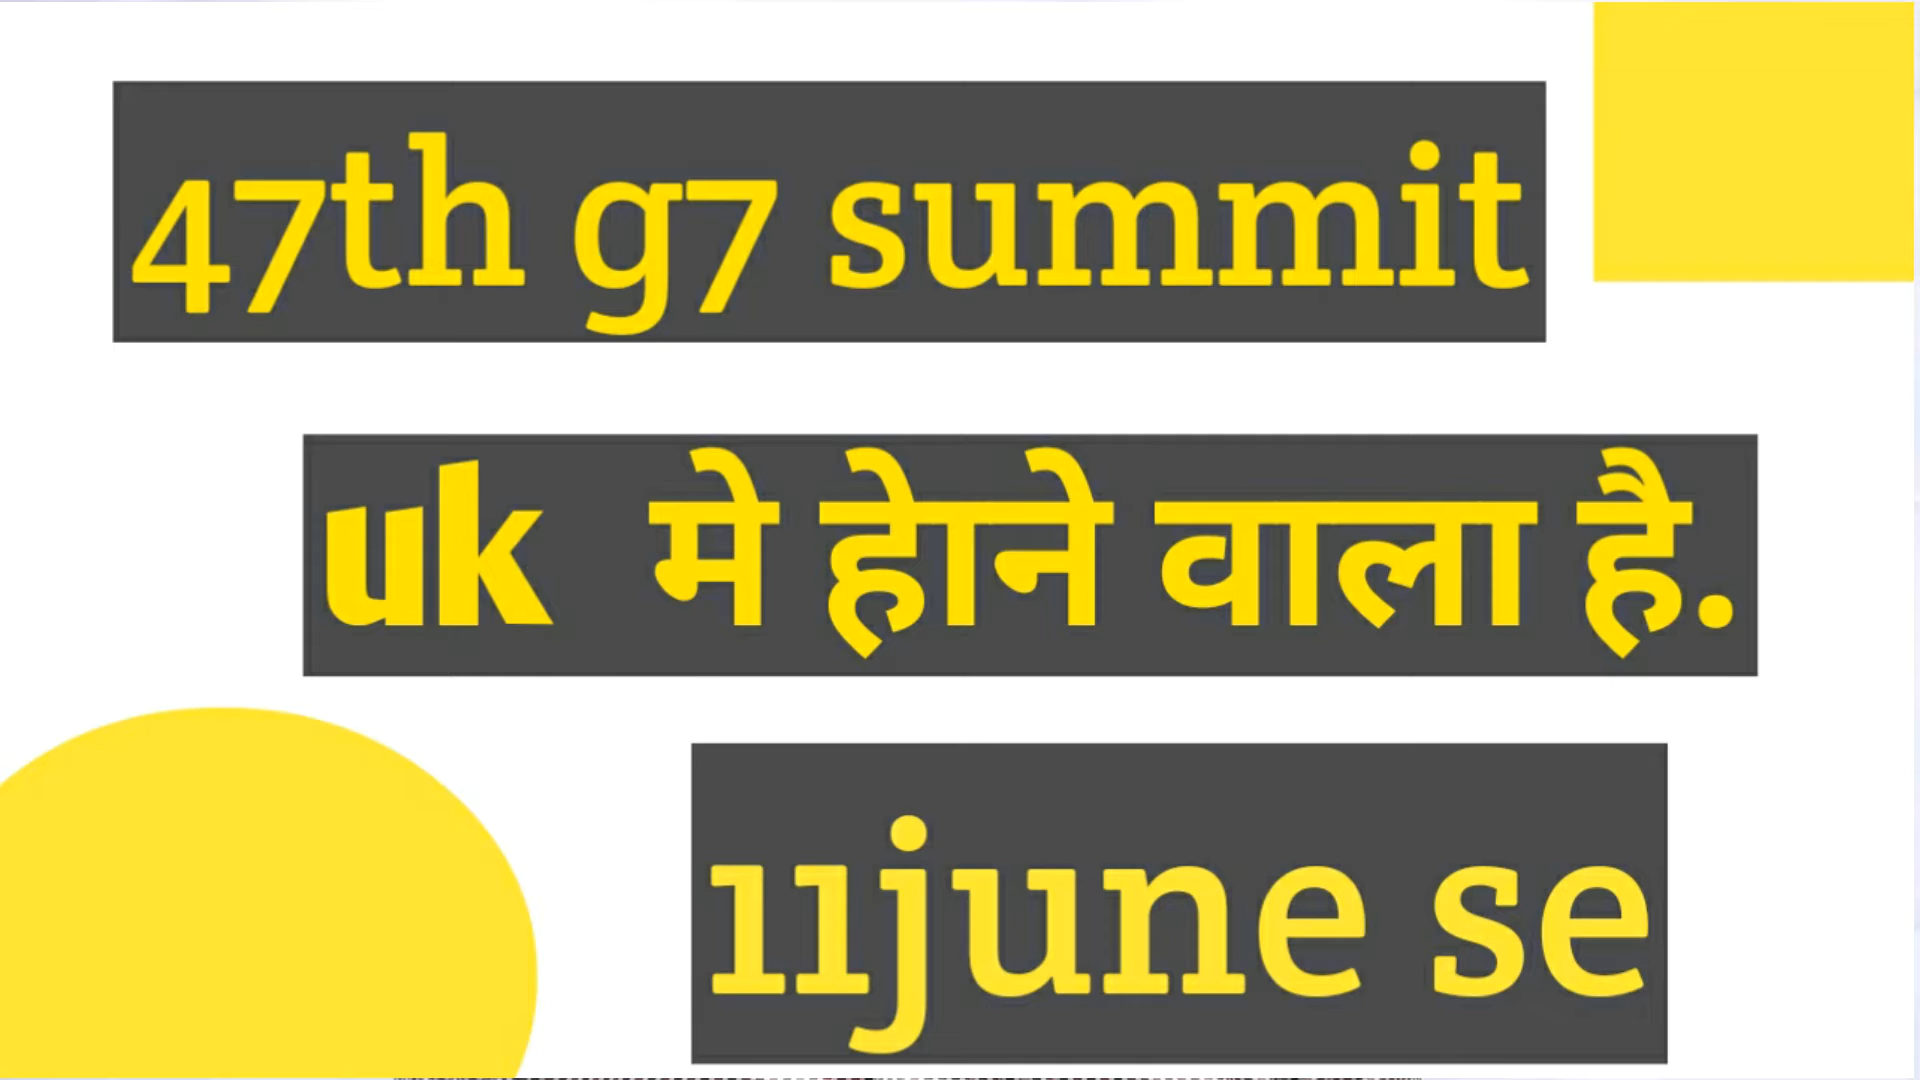 47th g7 summit
uk मे हेाने वाला है.
11june se